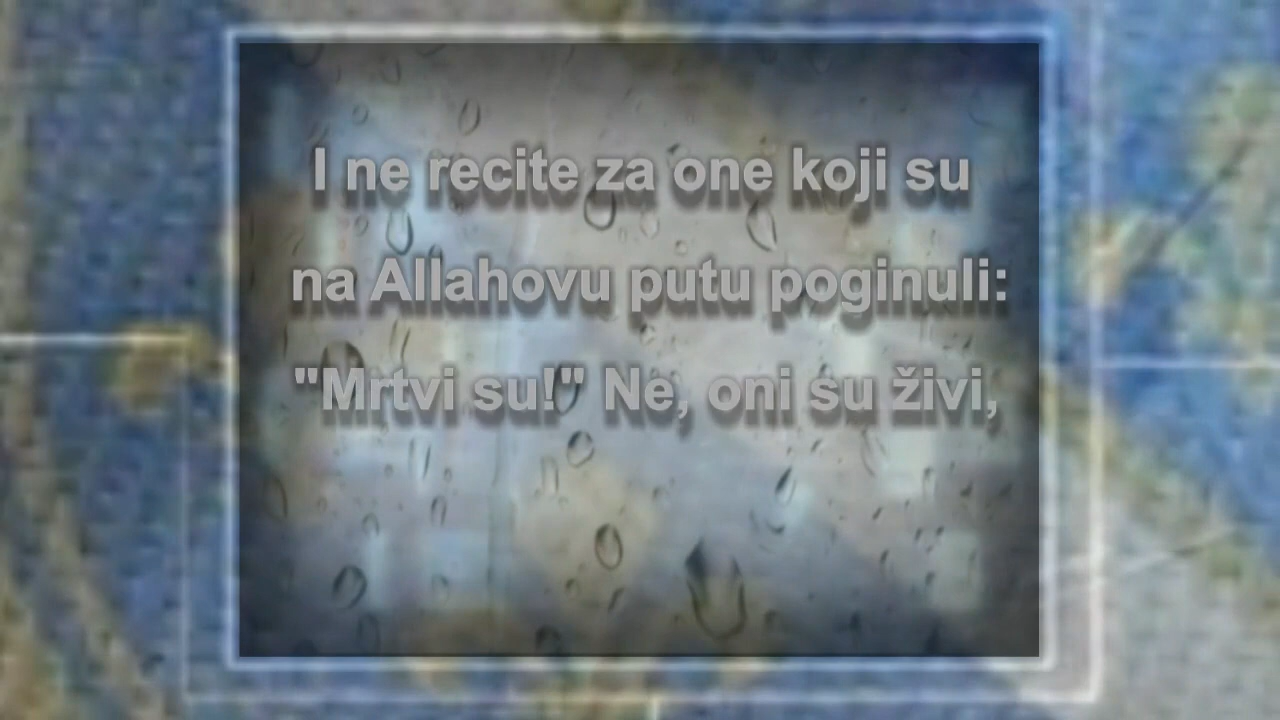 I ne recite za one koji su
na Allahovu putu poginuli:
"Mrtvi su!" Ne, oni su živi,